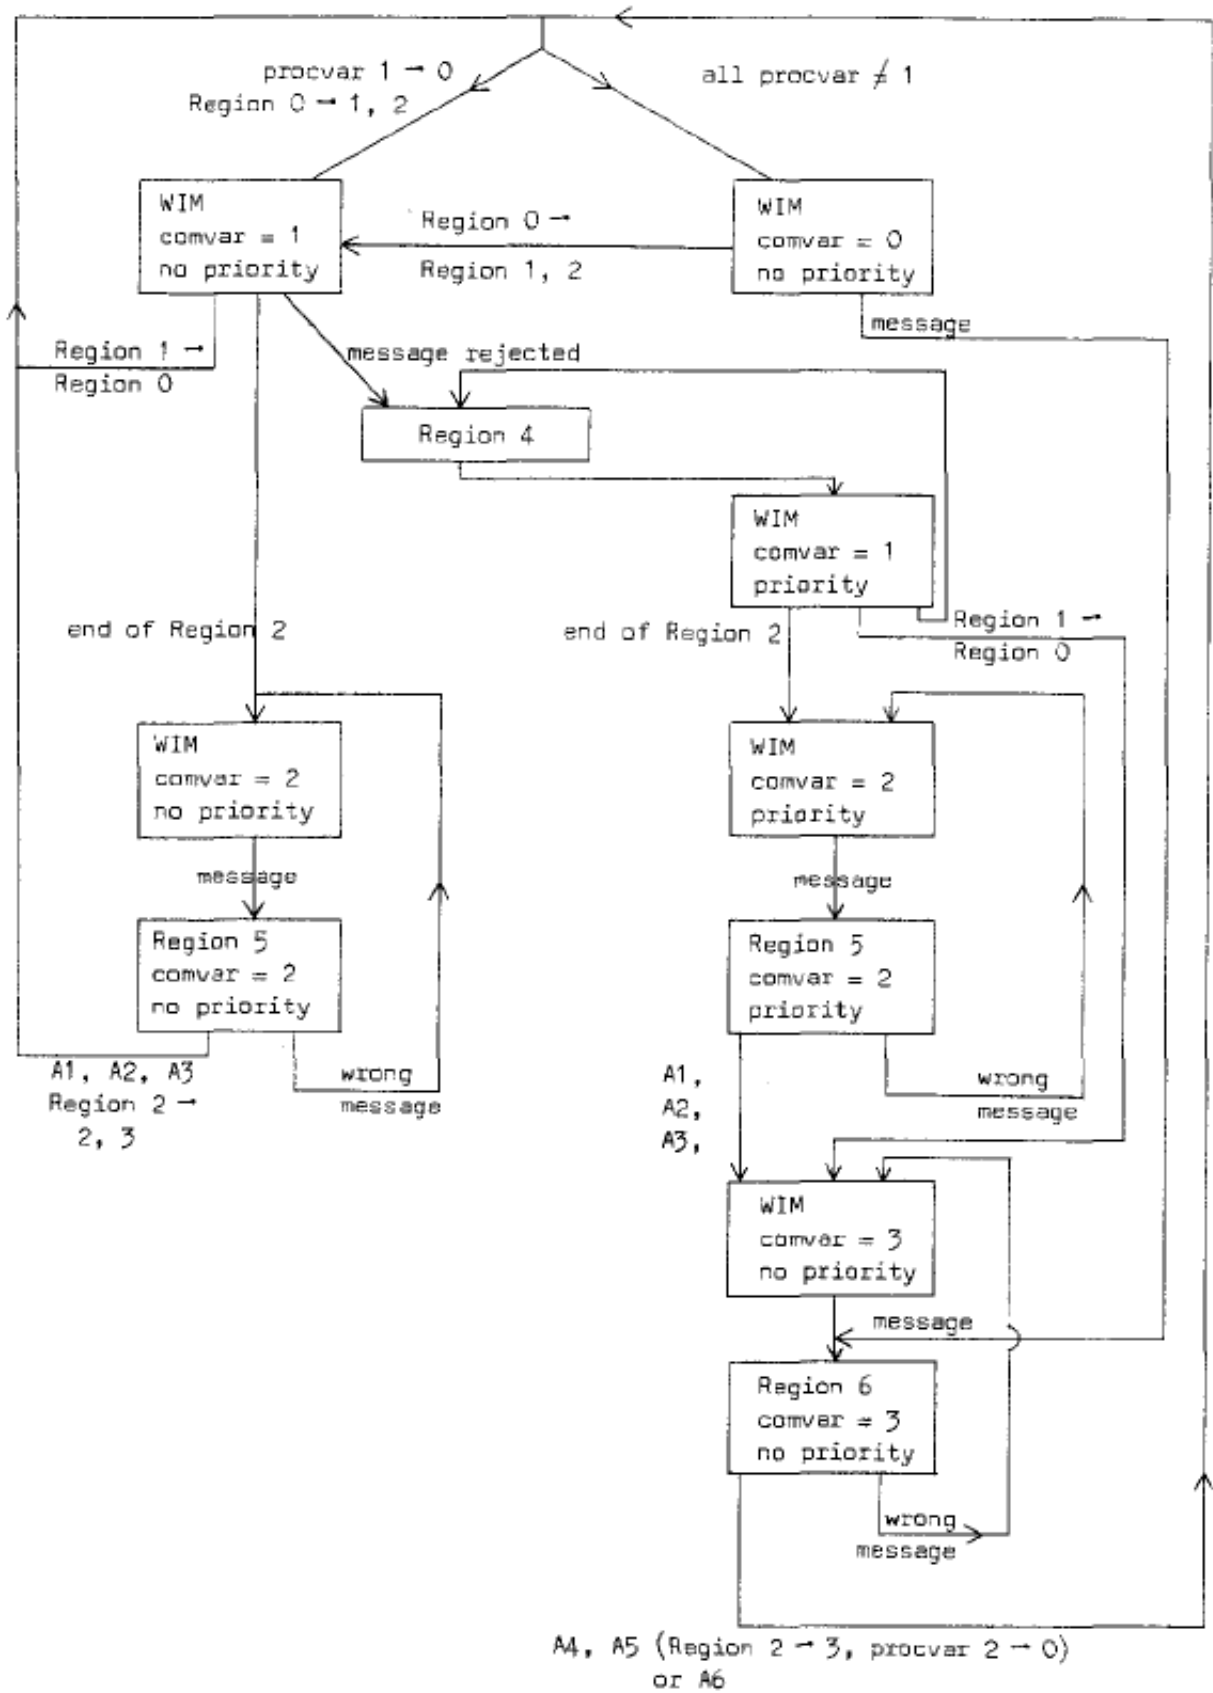 procvar 1 → 0
Region 0 → 1, 2
all procvar ≠ 1
WIM
comvar = 1
no priority
Region 0 →
Region 1, 2
WIM
comvar = 0
no priority
message
Region 1 →
Region 0
message rejected
Region 4
WIM
comvar = 1
priority
end of Region 2
end of Region 2
Region 1 →
Region 0
WIM
comvar = 2
no priority
WIM
comvar = 2
priority
message
message
Region 5
comvar = 2
no priority
Region 5
comvar = 2
priority
A1, A2, A3
Region 2 →
2, 3
wrong
message
A1,
A2,
A3,
wrong
message
WIM
comvar = 3
no priority
message
Region 6
comvar = 3
no priority
wrong
message
A4, A5 (Region 2 → 3, procvar 2 → 0)
or A6